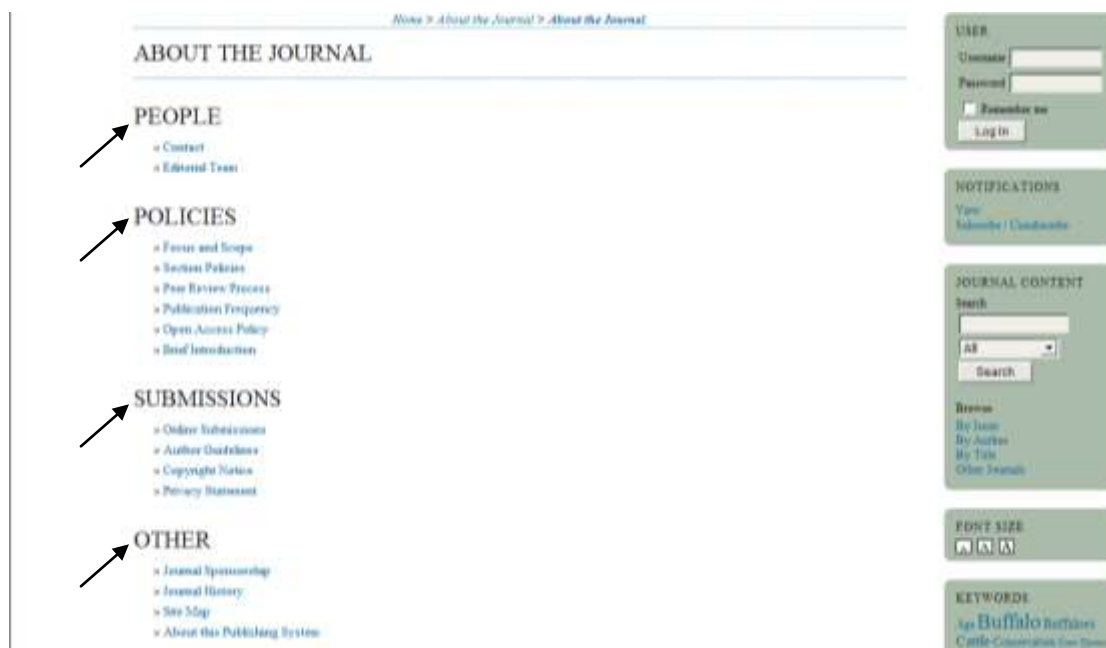 Home > About the Journal > About the Journal
ABOUT THE JOURNAL
PEOPLE
» Contact
» Editorial Team
POLICIES
» Focus and Scope
» Section Policies
» Peer Review Process
» Publication Frequency
» Open Access Policy
» Brief Introduction
SUBMISSIONS
» Online Submissions
» Author Guidelines
» Copyright Notice
» Privacy Statement
OTHER
» Journal Sponsorship
» Journal History
» Site Map
» About this Publishing System
USER
Username
Password
Remember me
Log In
NOTIFICATIONS
View
Subscribe / Unsubscribe
JOURNAL CONTENT
Search
All
Search
Browse
By Issue
By Author
By Title
Other Journals
FONT SIZE
A A A
KEYWORDS
Age Buffalo Buffaloes
Cattle Conservation